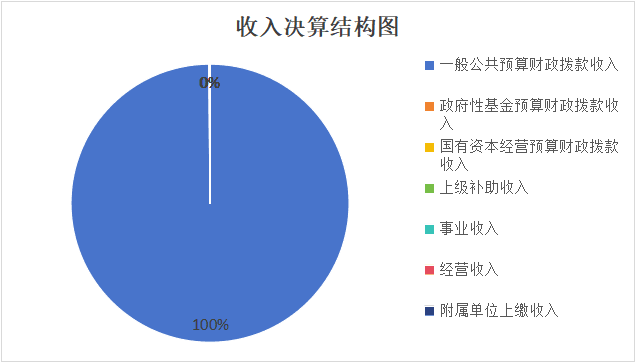 收入决算结构图
0%
100%
一般公共预算财政拨款收入
政府性基金预算财政拨款收
入
国有资本经营预算财政拨款
收入
上级补助收入
事业收入
经营收入
附属单位上缴收入